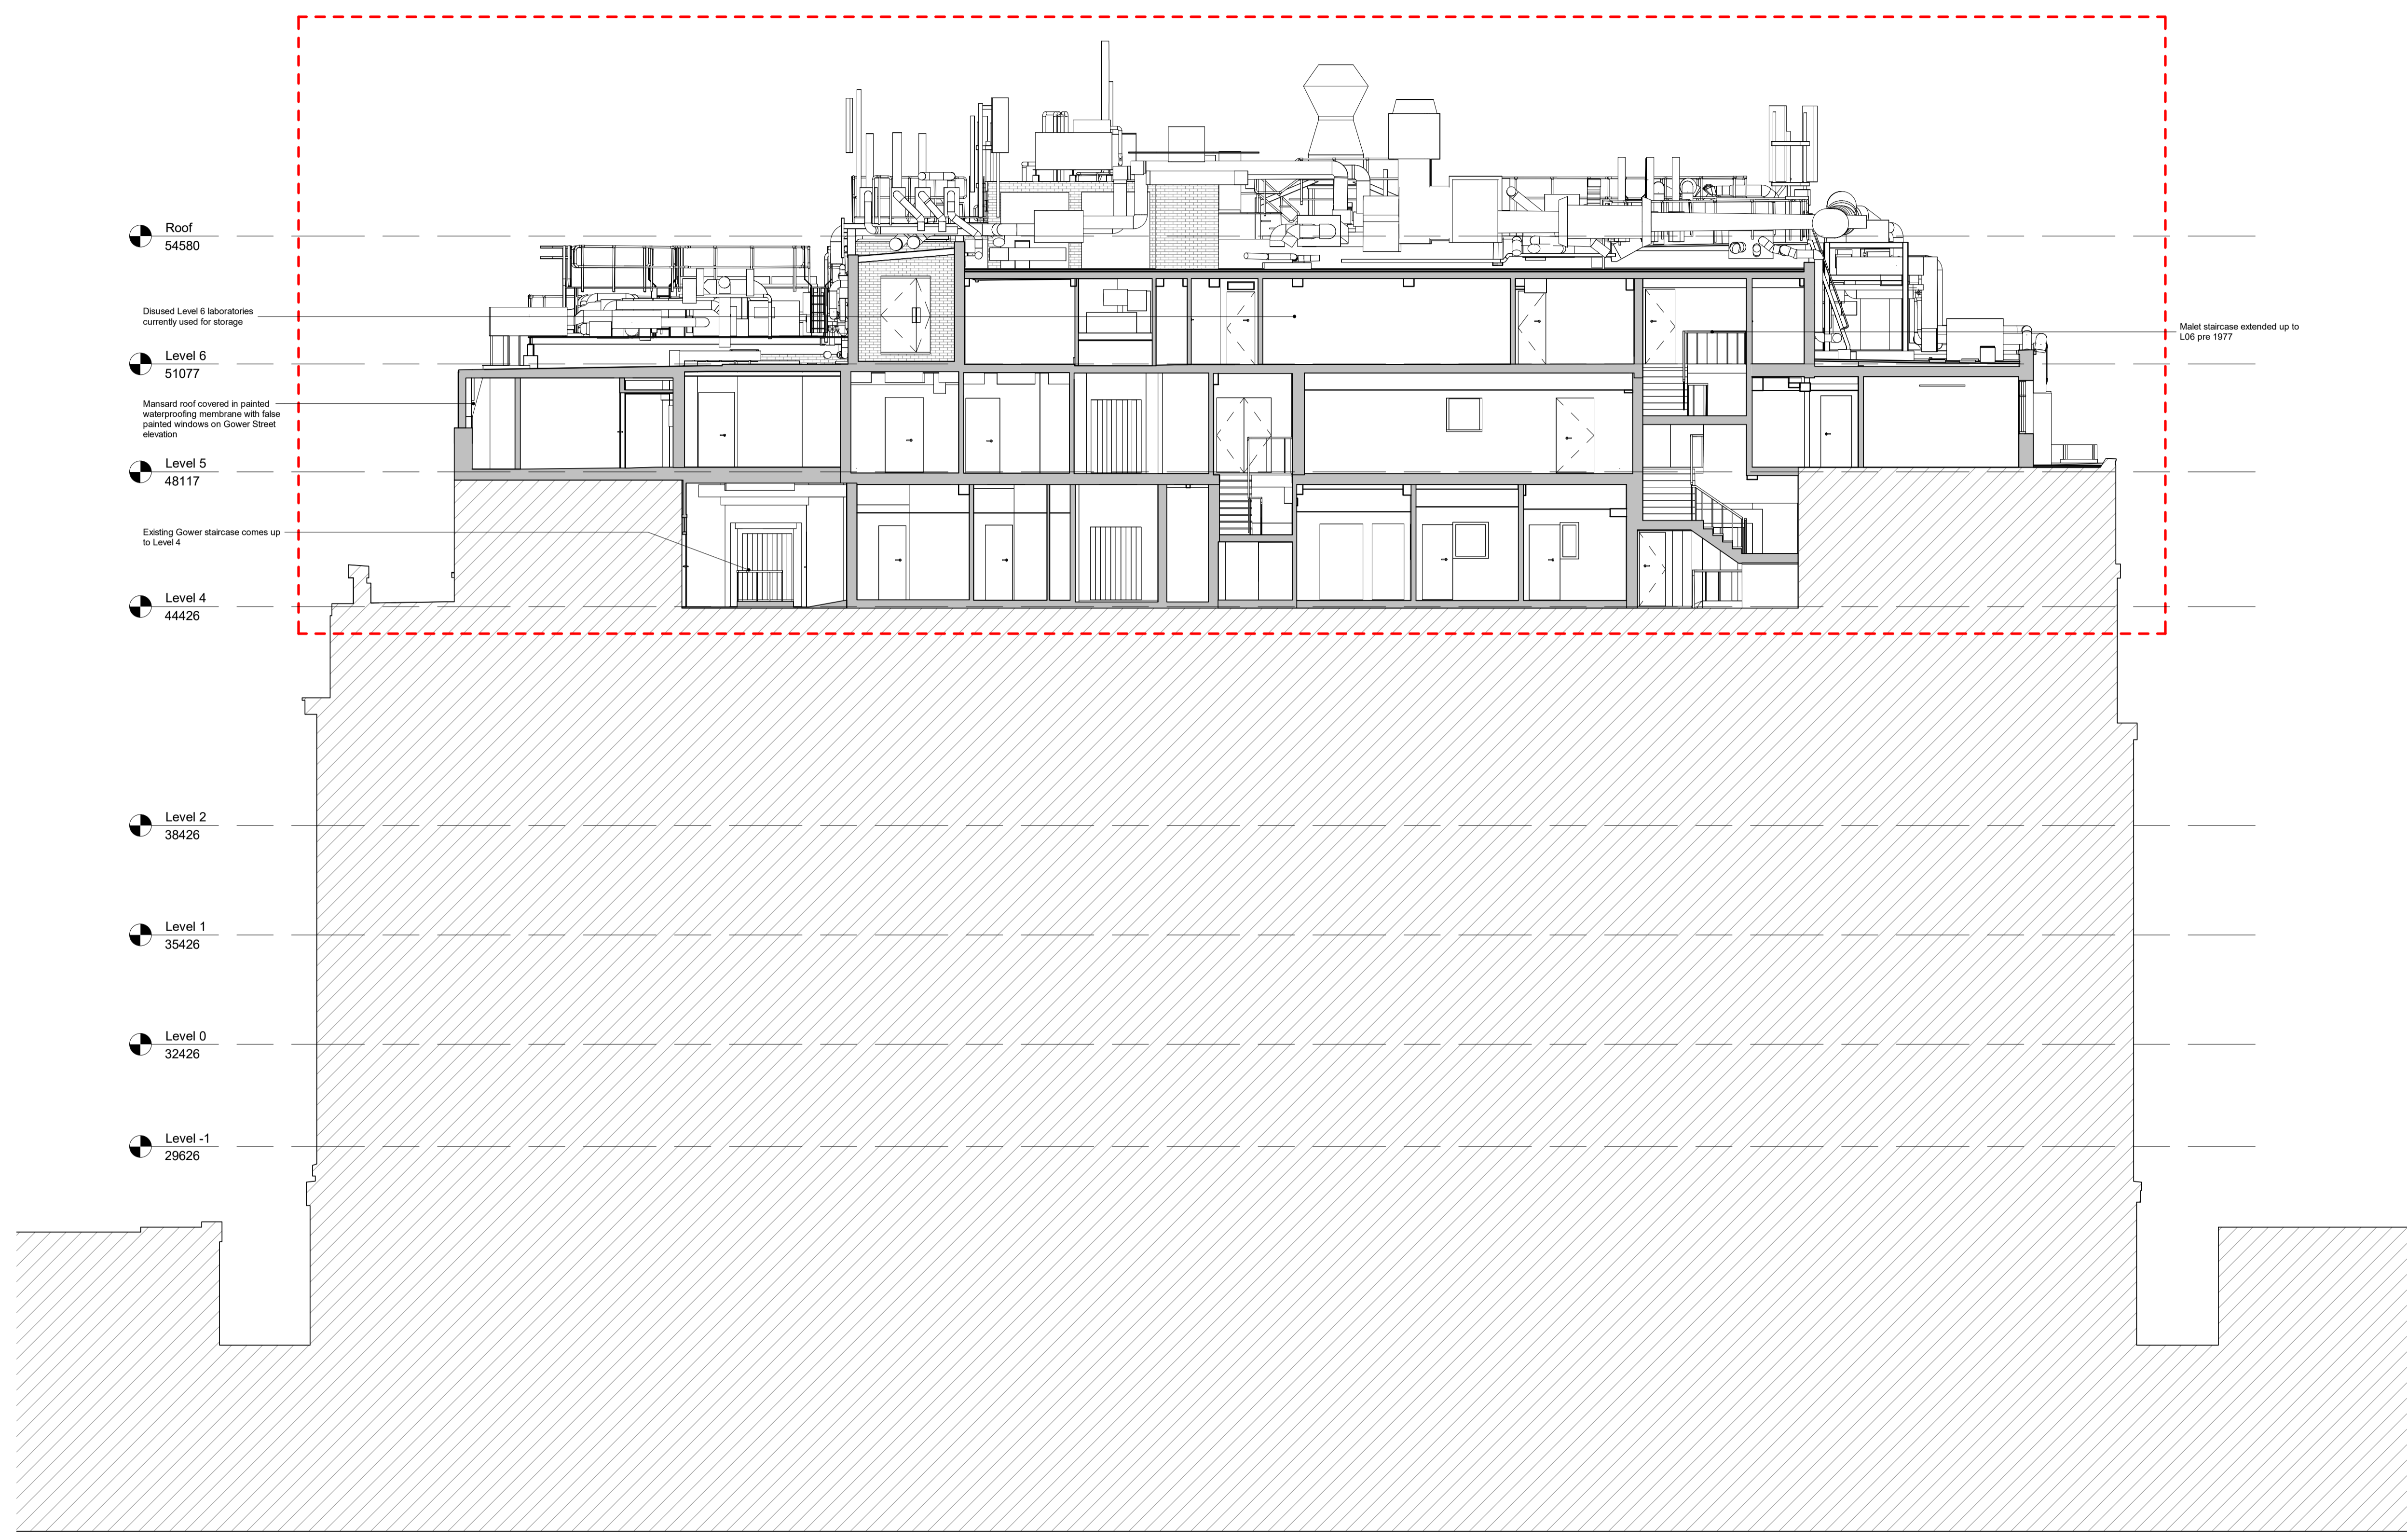 Roof
54580
Disused Level 6 laboratories
currently used for storage
Malet staircase extended up to
L06 pre 1977
Level 6
51077
Mansard roof covered in painted
waterproofing membrane with false
painted windows on Gower Street
elevation
Level 5
48117
Existing Gower staircase comes up
to Level 4
Level 4
44426
Level 2
38426
Level 1
35426
Level 0
32426
Level -1
29626